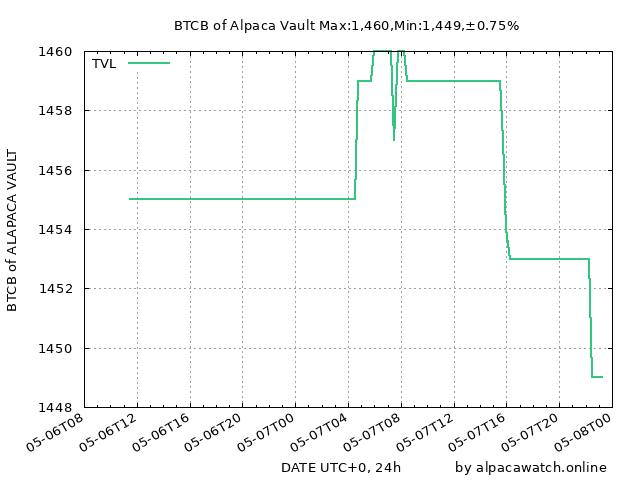 BTCB of Alpaca Vault Max:1,460,Min:1,449,±0.75%
TVL
1460
1458
1456
1454
1452
1450
1448
BTCB of ALAPACA VAULT
05-06T08
05-06T12
05-06T16
05-06T20
05-07T00
05-07T04
05-07T08
05-07T12
05-07T16
05-07T20
05-08T00
DATE UTC+0, 24h
by alpacawatch.online